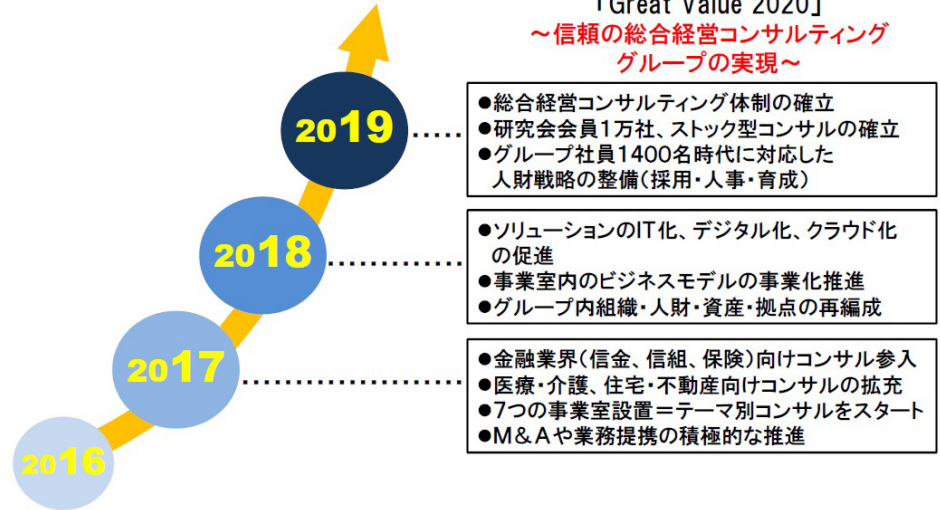 「Great Value 2020」
～信頼の総合経営コンサルティング
グループの実現～
2019
●総合経営コンサルティング体制の確立
●研究会会員1万社、ストック型コンサルの確立
●グループ社員1400名時代に対応した
人財戦略の整備(採用・人事・育成)
2018
●ソリューションのIT化、デジタル化、クラウド化
の促進
●事業室内のビジネスモデルの事業化推進
●グループ内組織・人財・資産・拠点の再編成
2017
●金融業界(信金、信組、保険)向けコンサル参入
●医療・介護、住宅・不動産向けコンサルの拡充
●7つの事業室設置＝テーマ別コンサルをスタート
●M&Aや業務提携の積極的な推進
2016